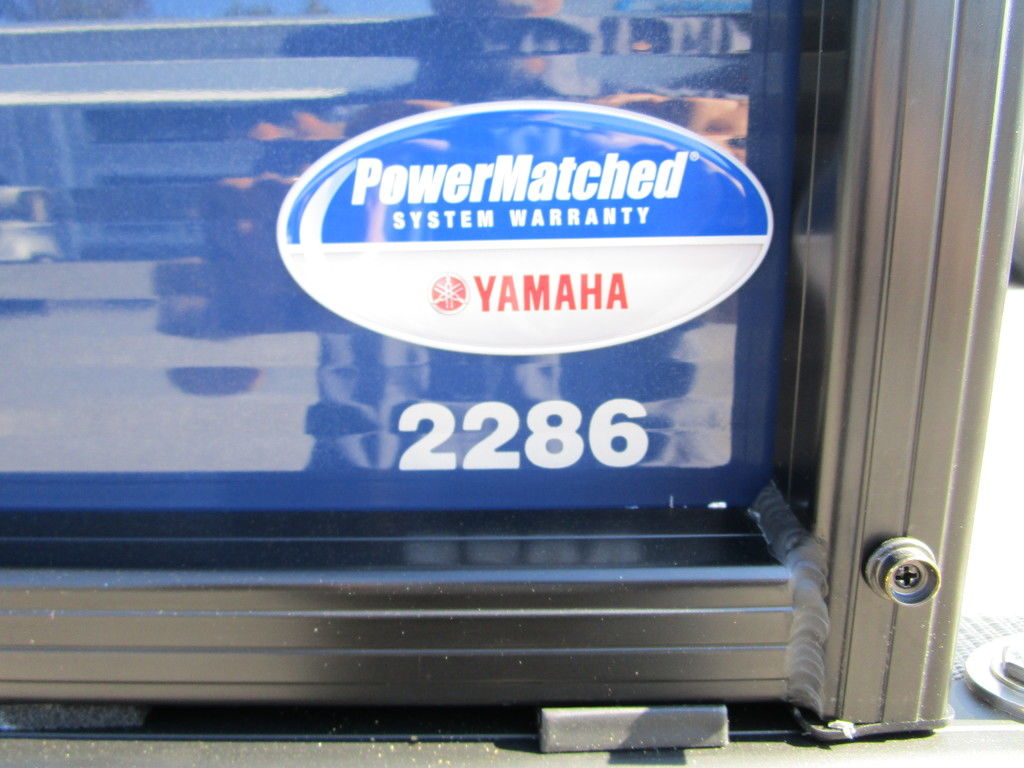 PowerMatched®
SYSTEM WARRANTY
YAMAHA
2286